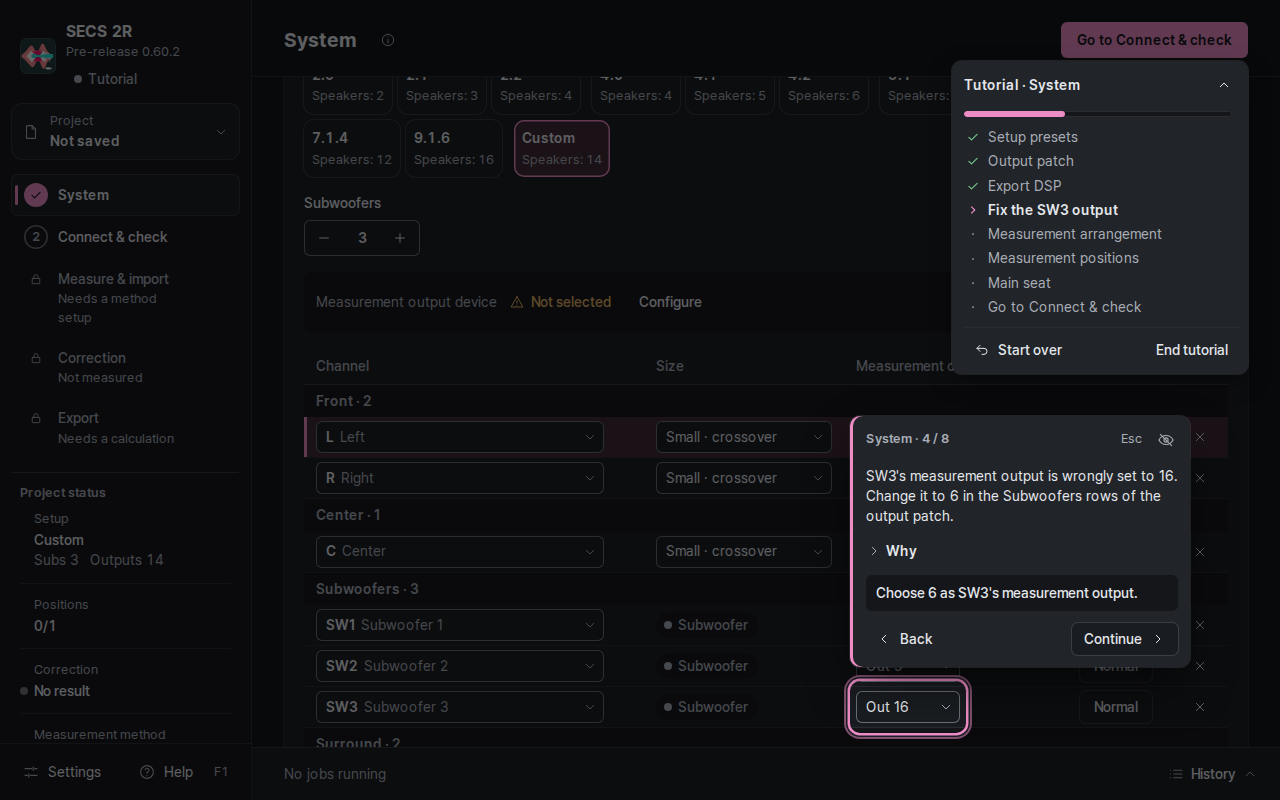 SECS 2R
Pre-release 0.60.2
Tutorial
Project
Not saved
System
2 Connect & check
Measure & import
Needs a method
setup
Correction
Not measured
Export
Needs a calculation
Project status
Setup
Custom
Subs 3 Outputs 14
Positions
0/1
Correction
No result
Measurement method
Settings
Help F1
System
Go to Connect & check
Speakers: 2
Speakers: 3
Speakers: 4
Speakers: 4
Speakers: 5
Speakers: 6
Speakers:
7.1.4
Speakers: 12
9.1.6
Speakers: 16
Custom
Speakers: 14
Subwoofers
3
Measurement output device Not selected Configure
Channel Size Measurement
Front · 2
L Left Small · crossover
R Right Small · crossover
Center · 1
C Center Small · crossover
Subwoofers · 3
SW1 Subwoofer 1 Subwoofer
SW2 Subwoofer 2 Subwoofer Normal
SW3 Subwoofer 3 Subwoofer Out 16 Normal
Surround · 2
Tutorial · System
Setup presets
Output patch
Export DSP
Fix the SW3 output
Measurement arrangement
Measurement positions
Main seat
Go to Connect & check
Start over End tutorial
System · 4 / 8 Esc
SW3's measurement output is wrongly set to 16.
Change it to 6 in the Subwoofers rows of the
output patch.
Why
Choose 6 as SW3's measurement output.
Back Continue
No jobs running
History